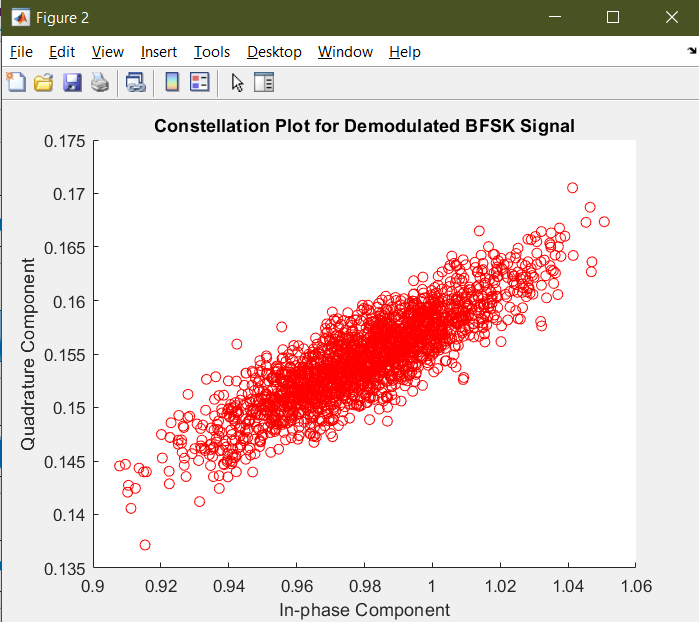 Figure 2
File Edit View Insert Tools Desktop Window Help
Constellation Plot for Demodulated BFSK Signal
0.175
0.17
0.165
0.16
0.155
0.15
0.145
0.14
0.135
Quadrature Component
0.9 0.92 0.94 0.96 0.98 1 1.02 1.04 1.06
In-phase Component